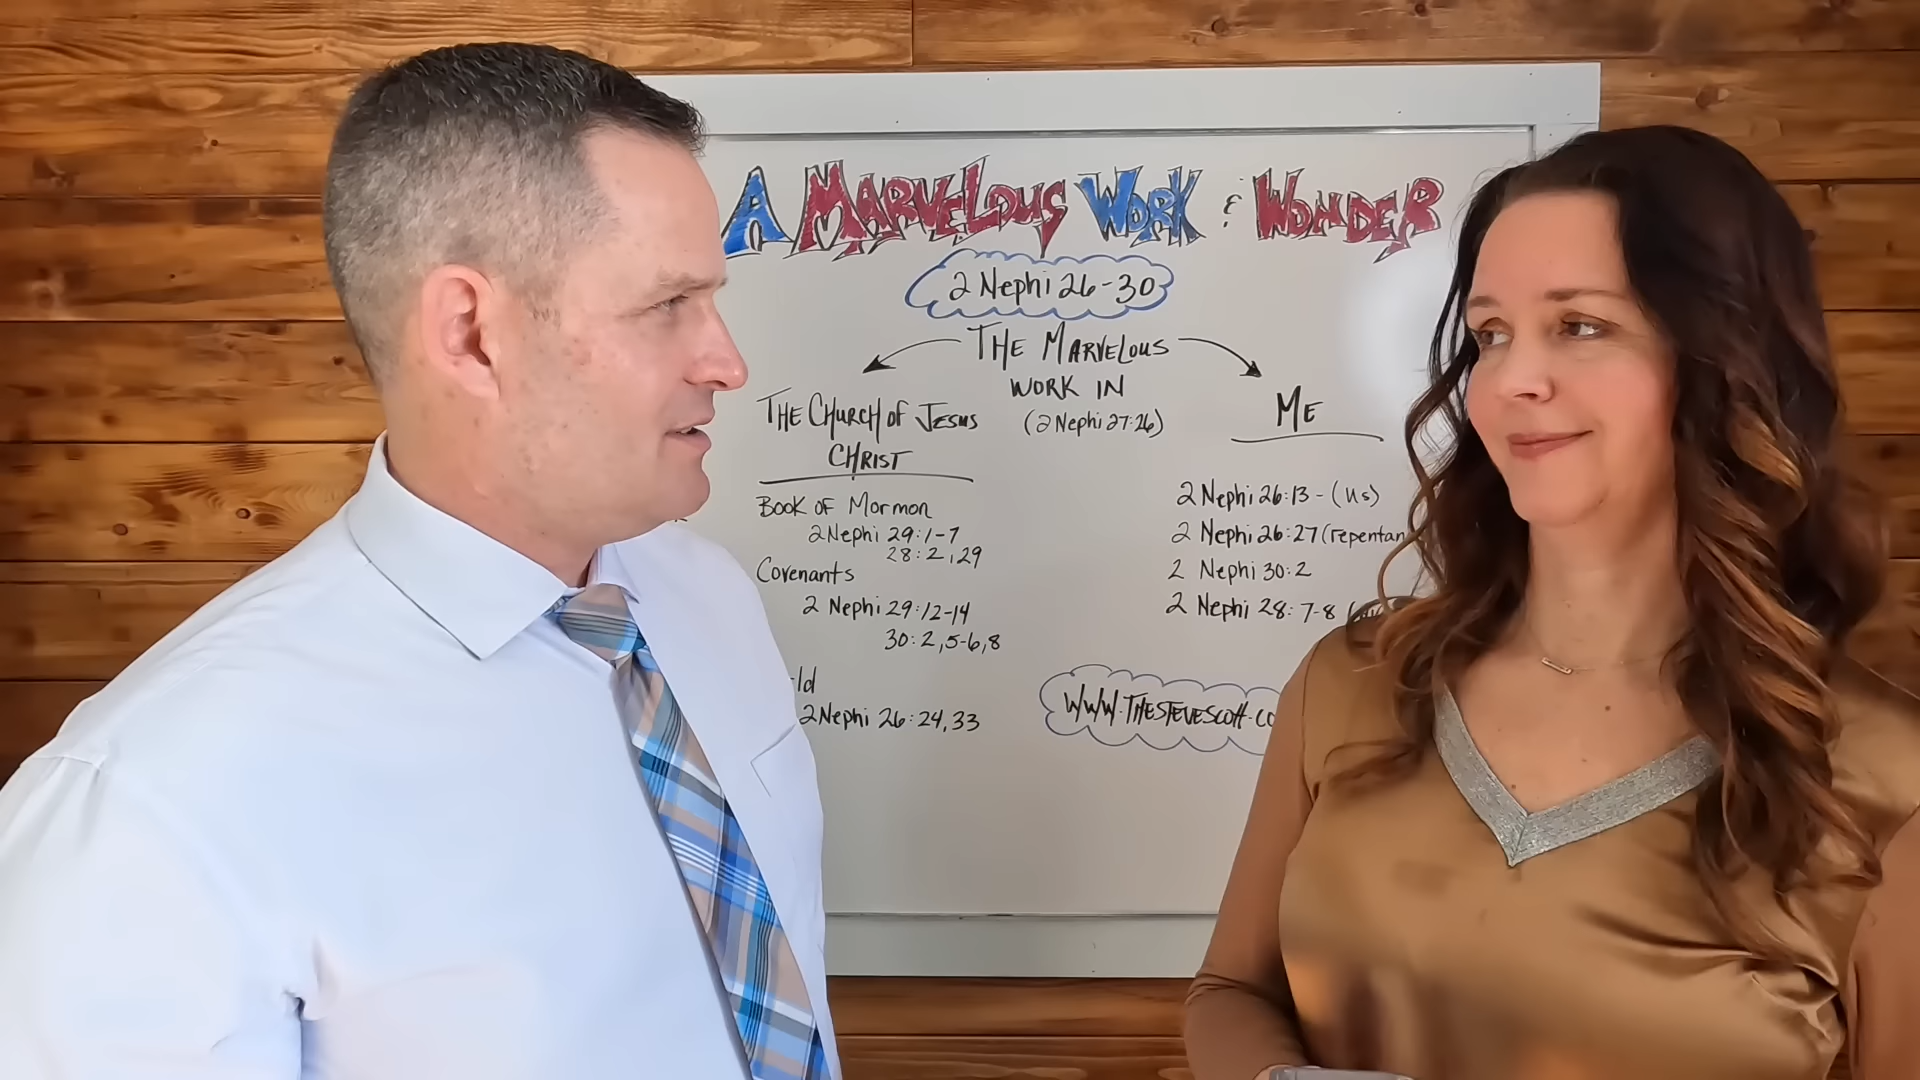 A MARVELOUS WORK & WONDER
2 Nephi 26-30
THE MARVELOUS
WORK IN
(2 Nephi 27:26)
THE CHURCH OF JESUS
CHRIST
BOOK OF MORMON
2 Nephi 29:1-7
28:2,29
Covenants
2 Nephi 29:12-14
30:2,5-6,8
ld
2 Nephi 26:24,33
ME
2 Nephi 26:13 - (us)
2 Nephi 26:27 (repentan
2 Nephi 30:2
2 Nephi 28:7-8
WWW.THESTEVESCOTT.CO